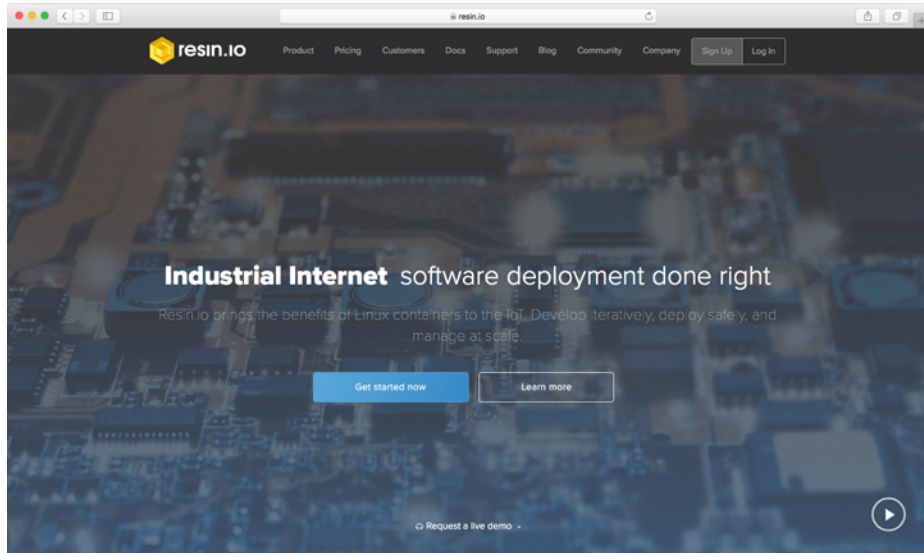 resin.io
resin.io
Product Pricing Customers Docs Support Blog Community Company Sign Up Log In
Industrial Internet software deployment done right
Resin.io brings the benefits of Linux containers to the IoT. Develop iteratively, deploy safely, and
manage at scale.
Get started now Learn more
Request a live demo